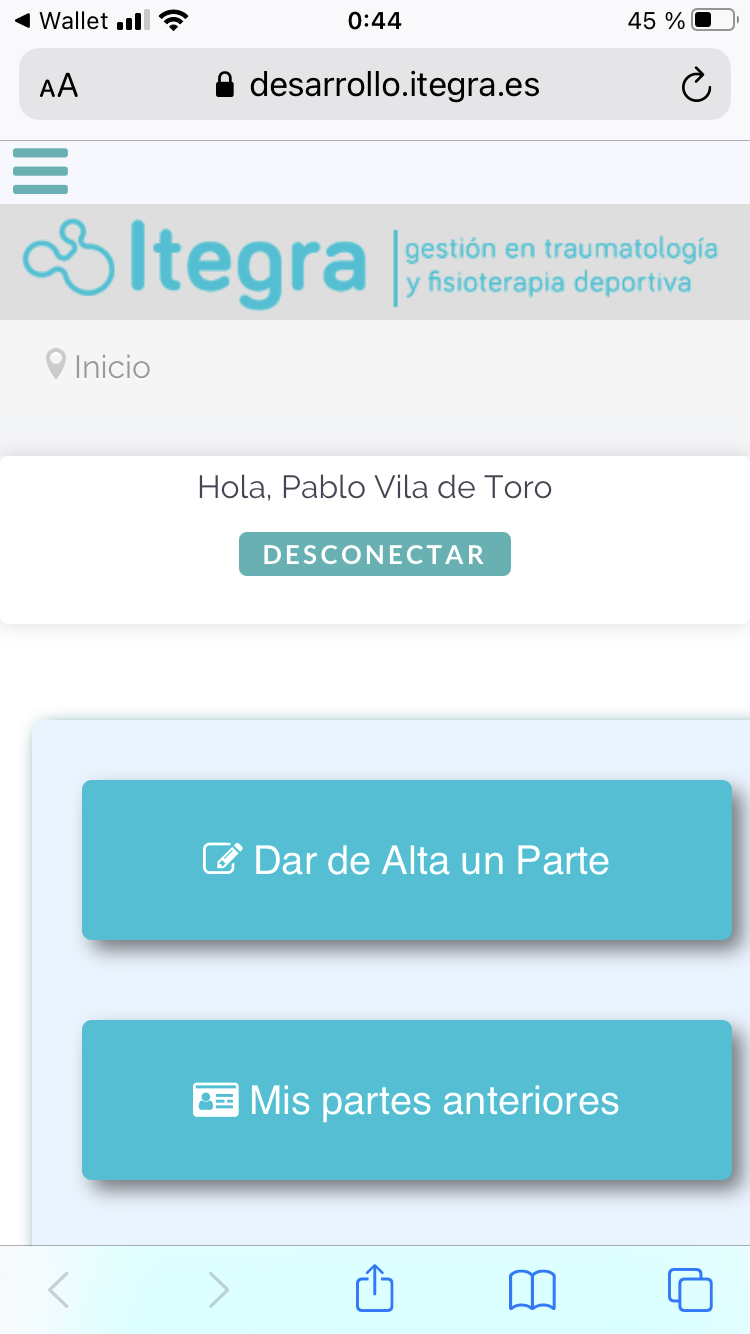 Wallet 0:44 45 %
AA desarrollo.itegra.es
Itegra gestión en traumatología
y fisioterapia deportiva
Inicio
Hola, Pablo Vila de Toro
DESCONECTAR
Dar de Alta un Parte
Mis partes anteriores